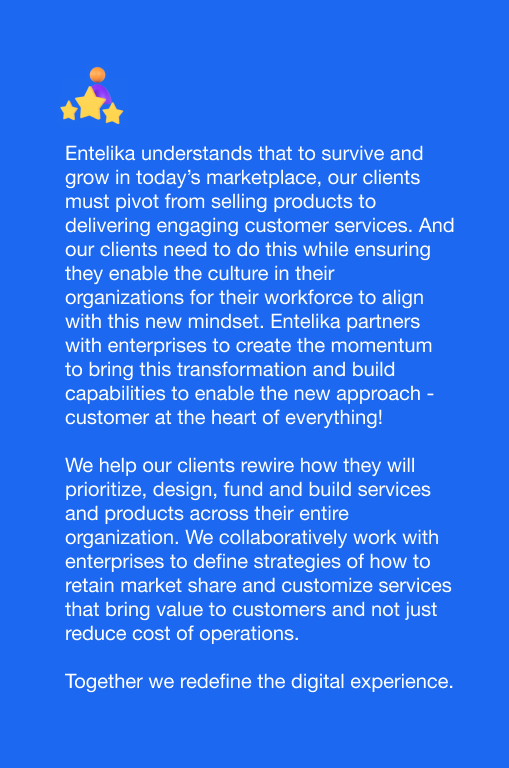 Entelika understands that to survive and
grow in today’s marketplace, our clients
must pivot from selling products to
delivering engaging customer services. And
our clients need to do this while ensuring
they enable the culture in their
organizations for their workforce to align
with this new mindset. Entelika partners
with enterprises to create the momentum
to bring this transformation and build
capabilities to enable the new approach -
customer at the heart of everything!
We help our clients rewire how they will
prioritize, design, fund and build services
and products across their entire
organization. We collaboratively work with
enterprises to define strategies of how to
retain market share and customize services
that bring value to customers and not just
reduce cost of operations.
Together we redefine the digital experience.